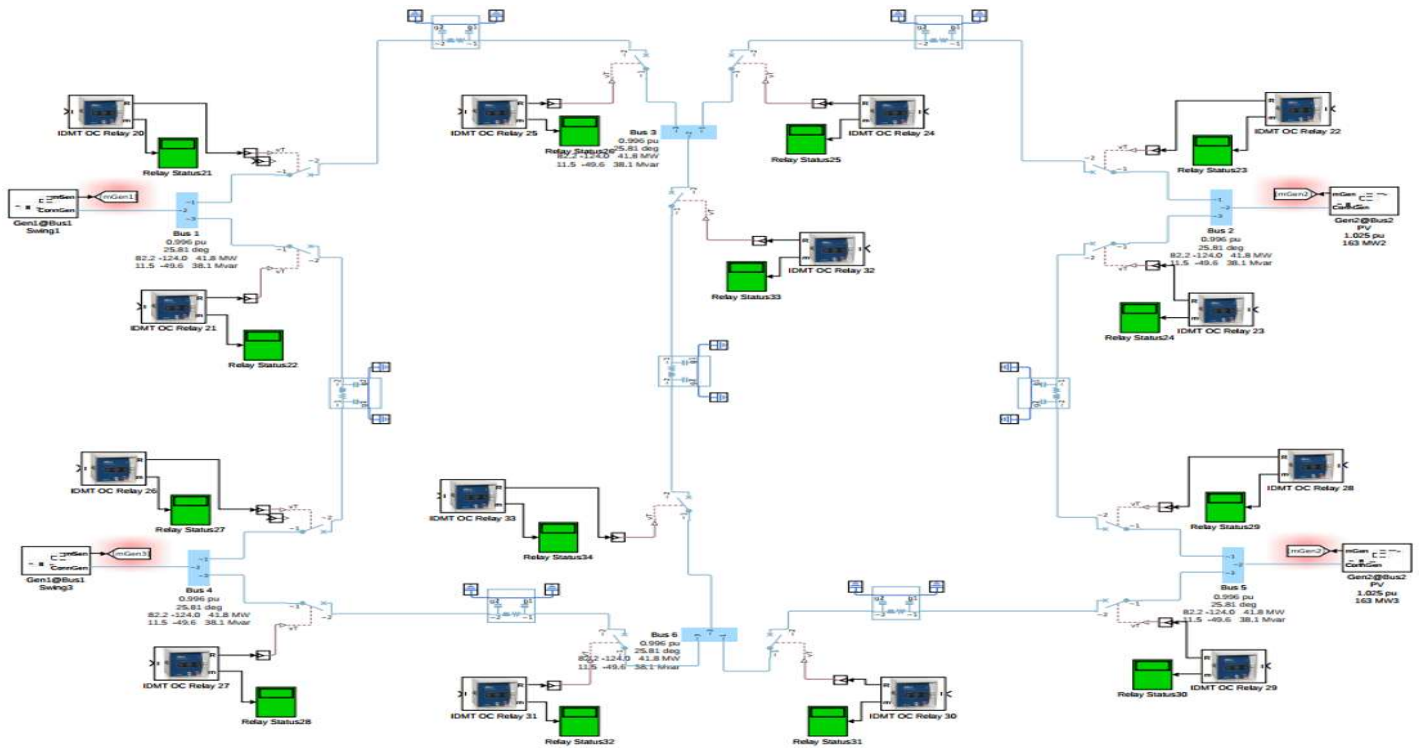 IDMT OC Relay 20
Relay Status21
IDMT OC Relay 25
Relay Status26
Bus 3
0.996 pu
25.81 deg
82.2 -124.0 41.8 MW
11.5 -49.6 38.1 Mvar
IDMT OC Relay 24
Relay Status25
IDMT OC Relay 22
Relay Status23
mGen
ConnGen
Gen1@Bus1
Swing1
[mGen1]
Bus 1
0.996 pu
25.81 deg
82.2 -124.0 41.8 MW
11.5 -49.6 38.1 Mvar
IDMT OC Relay 21
Relay Status22
IDMT OC Relay 32
Relay Status33
Bus 2
0.996 pu
25.81 deg
82.2 -124.0 41.8 MW
11.5 -49.6 38.1 Mvar
[mGen2]
mGen
ConnGen
Gen2@Bus2
PV
1.025 pu
163 MW2
IDMT OC Relay 23
Relay Status24
IDMT OC Relay 26
Relay Status27
IDMT OC Relay 33
Relay Status34
IDMT OC Relay 28
Relay Status29
mGen
ConnGen
Gen1@Bus1
Swing3
[mGen3]
Bus 4
0.996 pu
25.81 deg
82.2 -124.0 41.8 MW
11.5 -49.6 38.1 Mvar
Bus 5
0.996 pu
25.81 deg
82.2 -124.0 41.8 MW
11.5 -49.6 38.1 Mvar
[mGen2]
mGen
ConnGen
Gen2@Bus2
PV
1.025 pu
163 MW3
IDMT OC Relay 27
Relay Status28
Bus 6
0.996 pu
25.81 deg
82.2 -124.0 41.8 MW
11.5 -49.6 38.1 Mvar
IDMT OC Relay 31
Relay Status32
IDMT OC Relay 30
Relay Status31
IDMT OC Relay 29
Relay Status30